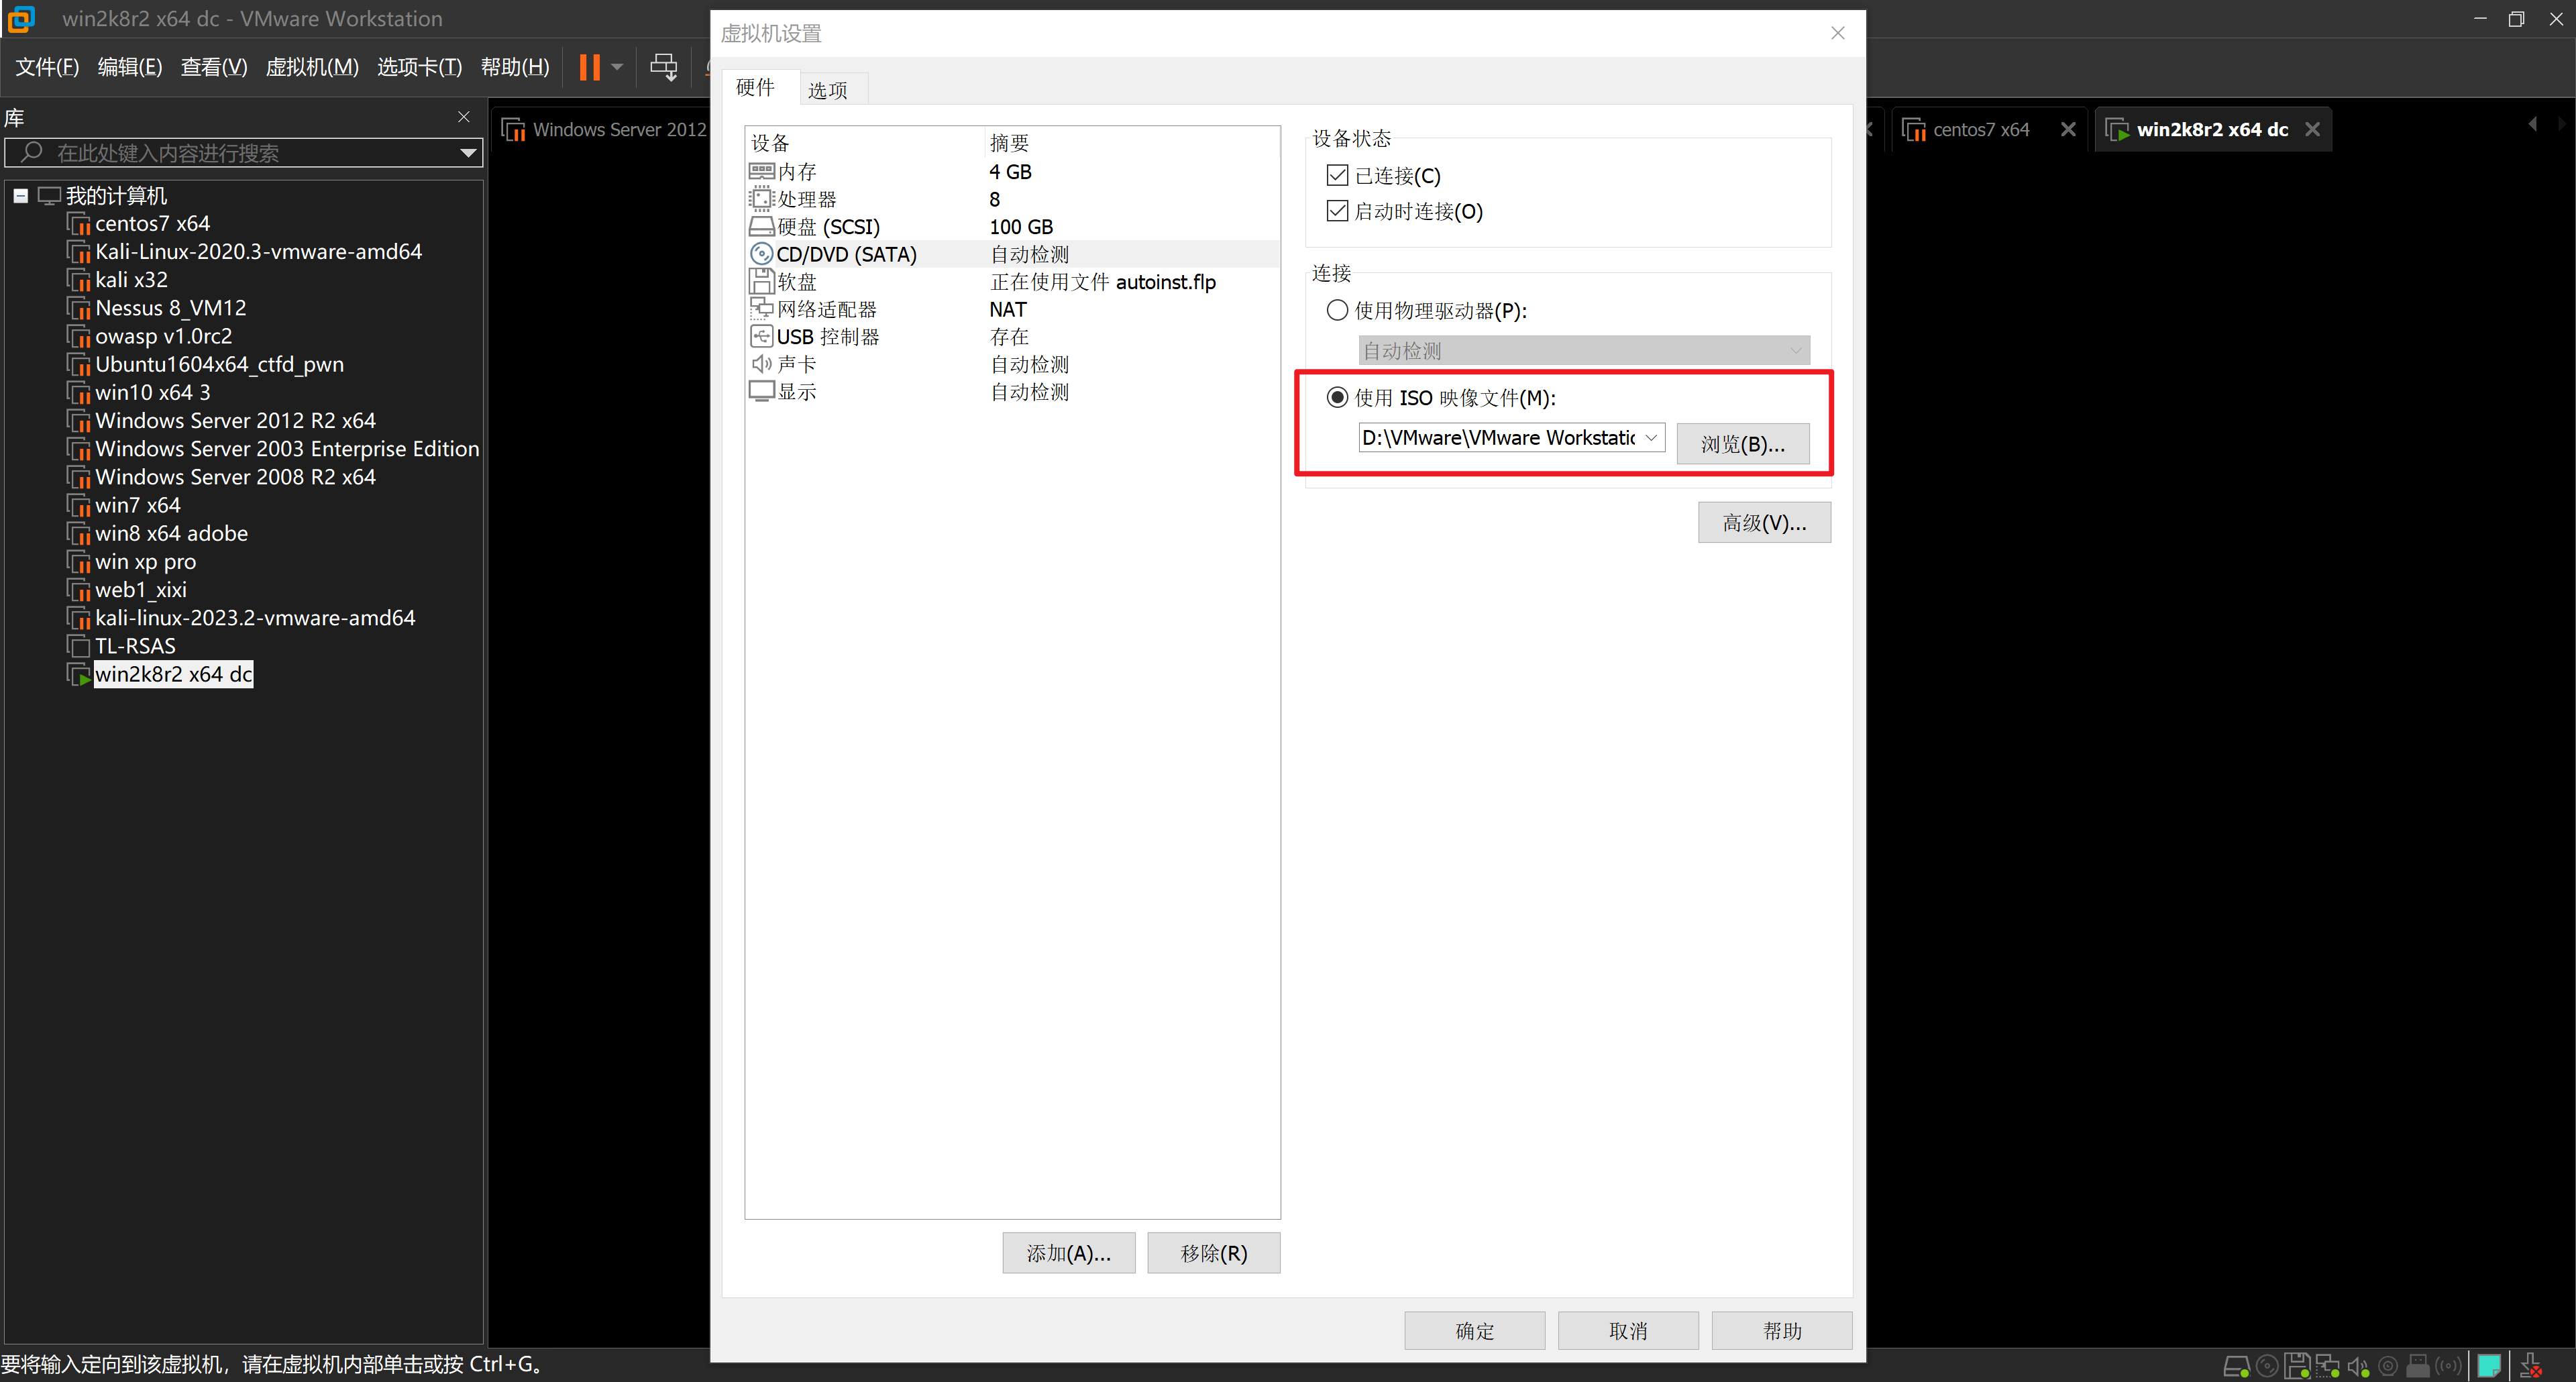 win2k8r2 x64 dc - VMware Workstation
文件(F) 编辑(E) 查看(V) 虚拟机(M) 选项卡(T) 帮助(H)
库
在此处键入内容进行搜索
我的计算机
centos7 x64
Kali-Linux-2020.3-vmware-amd64
kali x32
Nessus 8_VM12
owasp v1.0rc2
Ubuntu1604x64_ctfd_pwn
win10 x64 3
Windows Server 2012 R2 x64
Windows Server 2003 Enterprise Edition
Windows Server 2008 R2 x64
win7 x64
win8 x64 adobe
win xp pro
web1_xixi
kali-linux-2023.2-vmware-amd64
TL-RSAS
win2k8r2 x64 dc
Windows Server 2012
centos7 x64
win2k8r2 x64 dc
虚拟机设置
硬件 选项
设备 摘要
内存 4 GB
处理器 8
硬盘 (SCSI) 100 GB
CD/DVD (SATA) 自动检测
软盘 正在使用文件 autoinst.flp
网络适配器 NAT
USB 控制器 存在
声卡 自动检测
显示 自动检测
添加(A)... 移除(R)
设备状态
已连接(C)
启动时连接(O)
连接
使用物理驱动器(P):
自动检测
使用 ISO 映像文件(M):
D:\VMware\VMware Workstatic 浏览(B)...
高级(V)...
确定 取消 帮助
要将输入定向到该虚拟机，请在虚拟机内部单击或按 Ctrl+G。